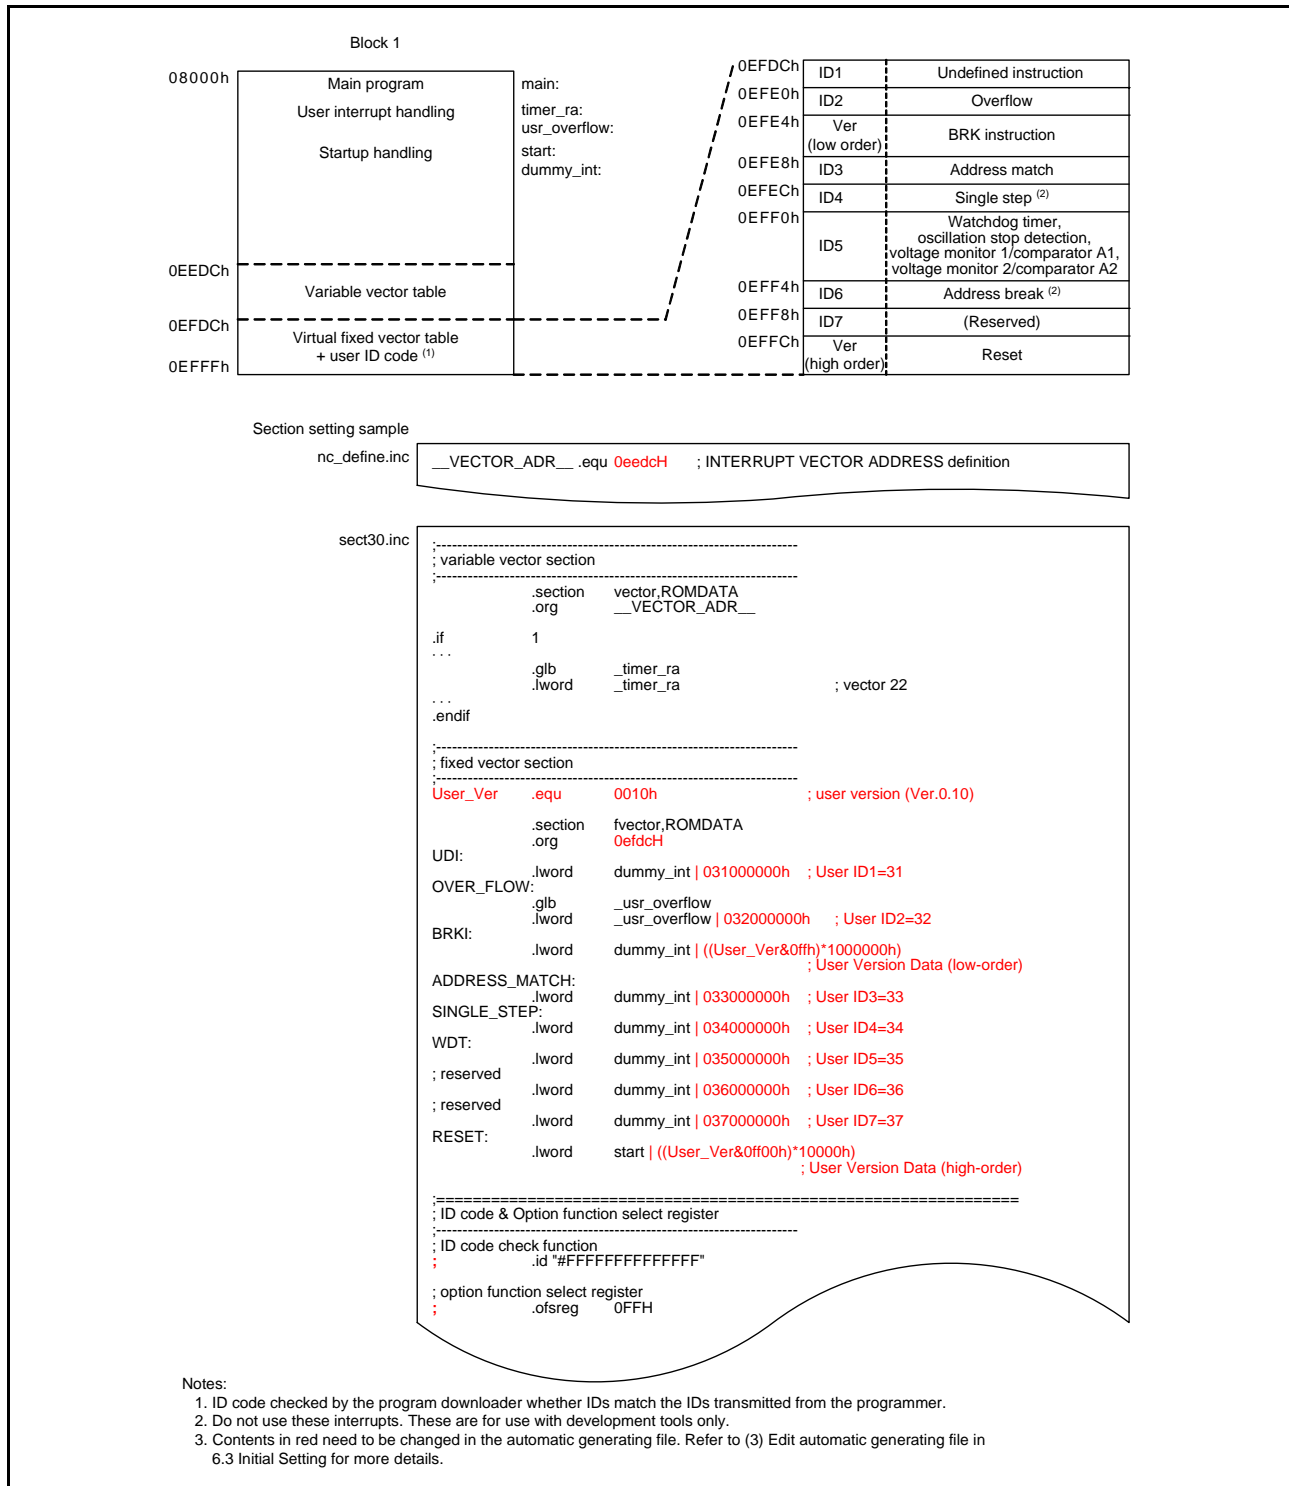 Block 1
08000h
Main program
main:
User interrupt handling
timer_ra:
usr_overflow:
Startup handling
start:
dummy_int:
0EEDCh
Variable vector table
0EFDCh
Virtual fixed vector table
+ user ID code (1)
0EFFFh
0EFDCh ID1 Undefined instruction
0EFE0h ID2 Overflow
0EFE4h Ver (low order) BRK instruction
0EFE8h ID3 Address match
0EFECh ID4 Single step (2)
0EFF0h ID5 Watchdog timer,
oscillation stop detection,
voltage monitor 1/comparator A1,
voltage monitor 2/comparator A2
0EFF4h ID6 Address break (2)
0EFF8h ID7 (Reserved)
0EFFCh Ver (high order) Reset
Section setting sample
nc_define.inc
__VECTOR_ADR__ .equ 0eedcH ; INTERRUPT VECTOR ADDRESS definition
sect30.inc
;---------------------------------------------------------------------
; variable vector section
;---------------------------------------------------------------------
.section vector,ROMDATA
.org __VECTOR_ADR__
.if 1
. . .
.glb _timer_ra
.lword _timer_ra ; vector 22
. . .
.endif
;---------------------------------------------------------------------
; fixed vector section
;---------------------------------------------------------------------
User_Ver .equ 0010h ; user version (Ver.0.10)
.section fvector,ROMDATA
.org 0efdcH
UDI:
.lword dummy_int | 031000000h ; User ID1=31
OVER_FLOW:
.glb _usr_overflow
.lword _usr_overflow | 032000000h ; User ID2=32
BRKI:
.lword dummy_int | ((User_Ver&0ffh)*1000000h)
; User Version Data (low-order)
ADDRESS_MATCH:
.lword dummy_int | 033000000h ; User ID3=33
SINGLE_STEP:
.lword dummy_int | 034000000h ; User ID4=34
WDT:
.lword dummy_int | 035000000h ; User ID5=35
; reserved
.lword dummy_int | 036000000h ; User ID6=36
; reserved
.lword dummy_int | 037000000h ; User ID7=37
RESET:
.lword start | ((User_Ver&0ff00h)*10000h)
; User Version Data (high-order)
;================================================================
; ID code & Option function select register
;---------------------------------------------------------------------
; ID code check function
; .id "#FFFFFFFFFFFFFF"
; option function select register
; .ofsreg 0FFH
Notes:
1. ID code checked by the program downloader whether IDs match the IDs transmitted from the programmer.
2. Do not use these interrupts. These are for use with development tools only.
3. Contents in red need to be changed in the automatic generating file. Refer to (3) Edit automatic generating file in
6.3 Initial Setting for more details.